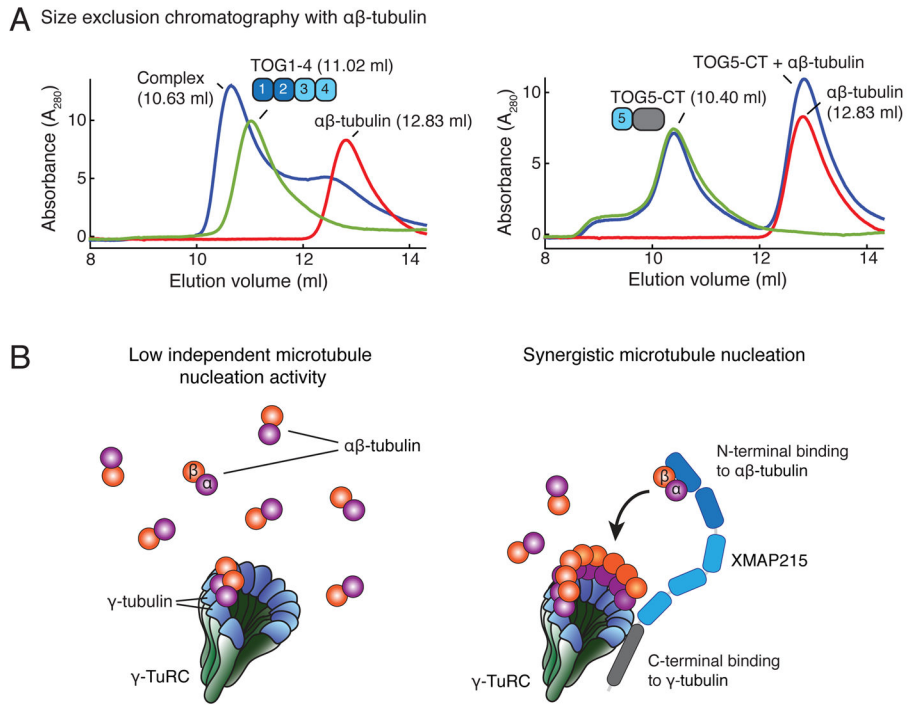 A Size exclusion chromatography with αβ-tubulin
Complex
(10.63 ml)
TOG1-4 (11.02 ml)
1 2 3 4
αβ-tubulin (12.83 ml)
Absorbance (A280)
10
5
0
8 10 12 14
Elution volume (ml)
TOG5-CT + αβ-tubulin
TOG5-CT (10.40 ml)
5
αβ-tubulin
(12.83 ml)
Absorbance (A280)
10
5
0
8 10 12 14
Elution volume (ml)
B
Low independent microtubule
nucleation activity
αβ-tubulin
β
α
γ-tubulin
γ-TuRC
Synergistic microtubule nucleation
N-terminal binding
to αβ-tubulin
β
α
XMAP215
C-terminal binding
to γ-tubulin
γ-TuRC